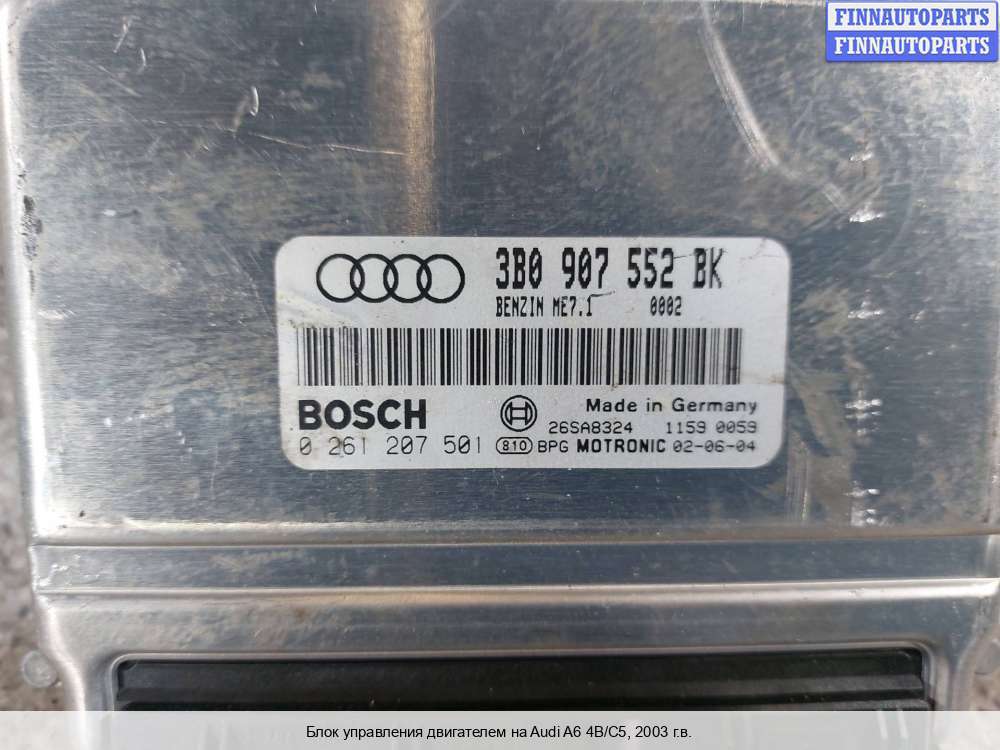 FINNAUTOPARTS
FINNAUTOPARTS
3B0 907 552 BK
BENZIN ME7.1 0002
BOSCH Made in Germany
26SA8324 1159 0059
0 261 207 501 810 BPG MOTRONIC 02-06-04
Блок управления двигателем на Audi A6 4B/C5, 2003 г.в.